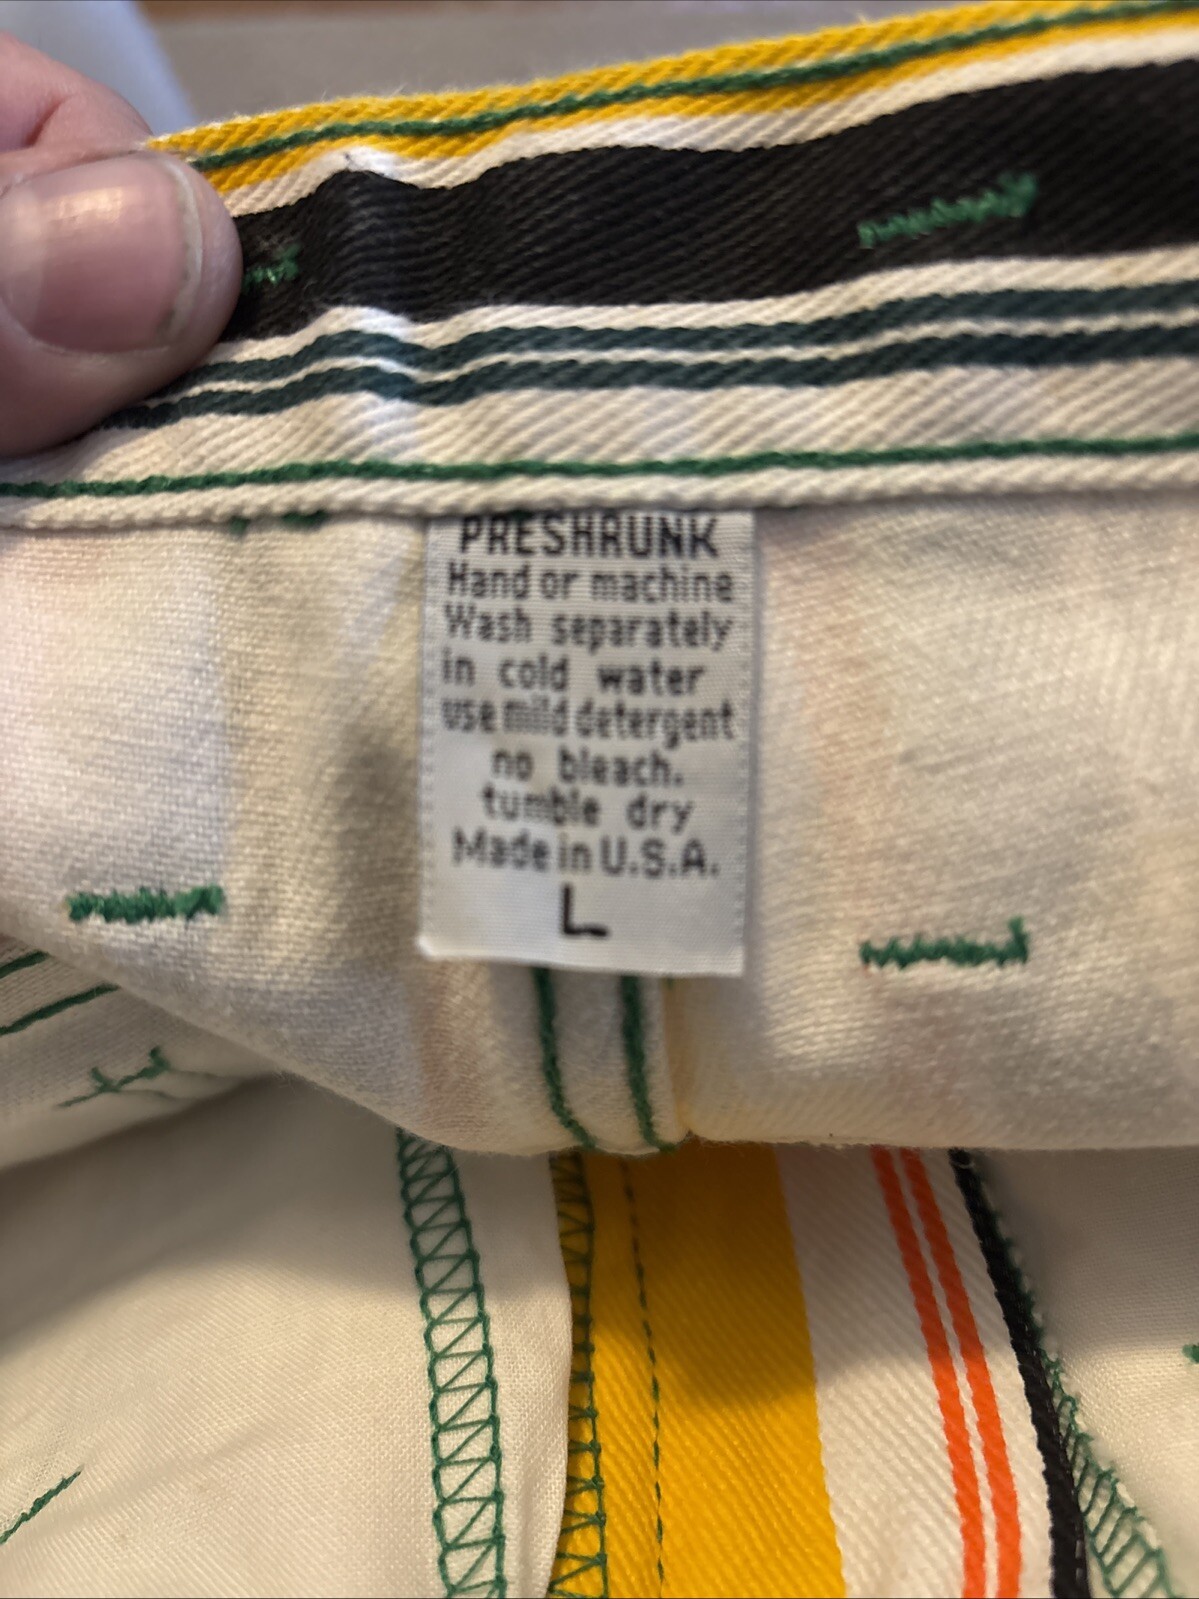 PRESHRUNK
Hand or machine
Wash separately
in cold water
use mild detergent
no bleach.
tumble dry
Made in U.S.A.
L